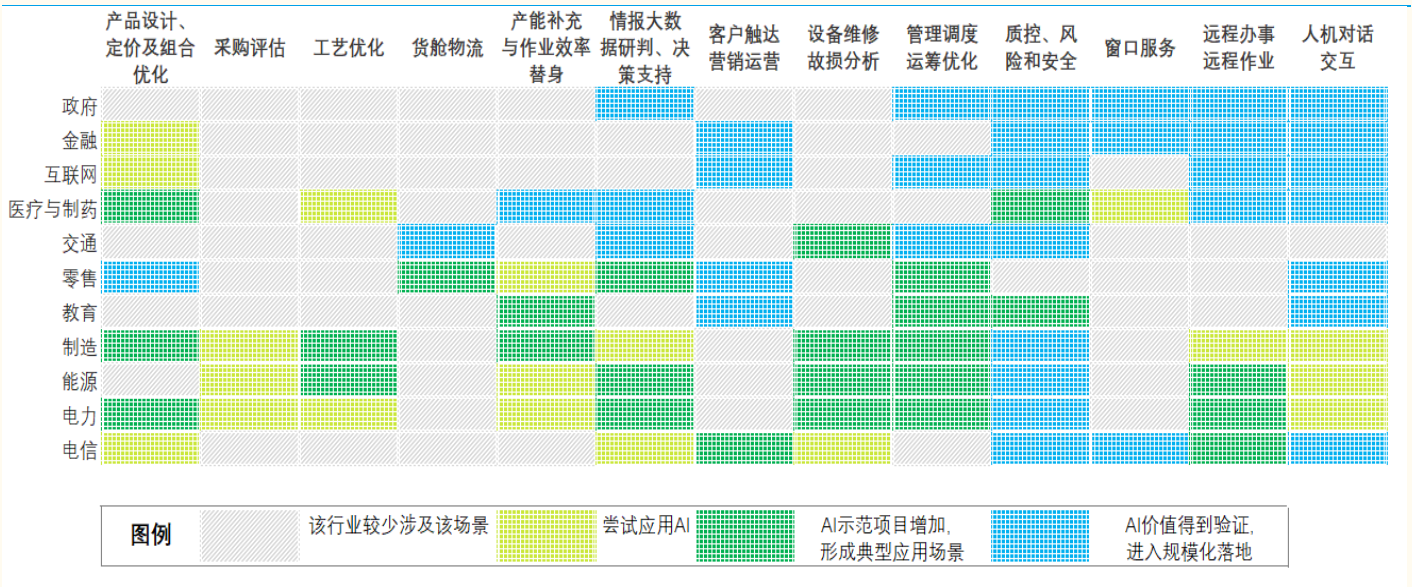 产品设计、
定价及组合
优化
采购评估
工艺优化
货舱物流
产能补充
与作业效率
替身
情报大数
据研判、决
策支持
客户触达
营销运营
设备维修
故损分析
管理调度
运筹优化
质控、风
险和安全
窗口服务
远程办事
远程作业
人机对话
交互
政府
金融
互联网
医疗与制药
交通
零售
教育
制造
能源
电力
电信
图例
该行业较少涉及该场景
尝试应用AI
AI示范项目增加,
形成典型应用场景
AI价值得到验证,
进入规模化落地